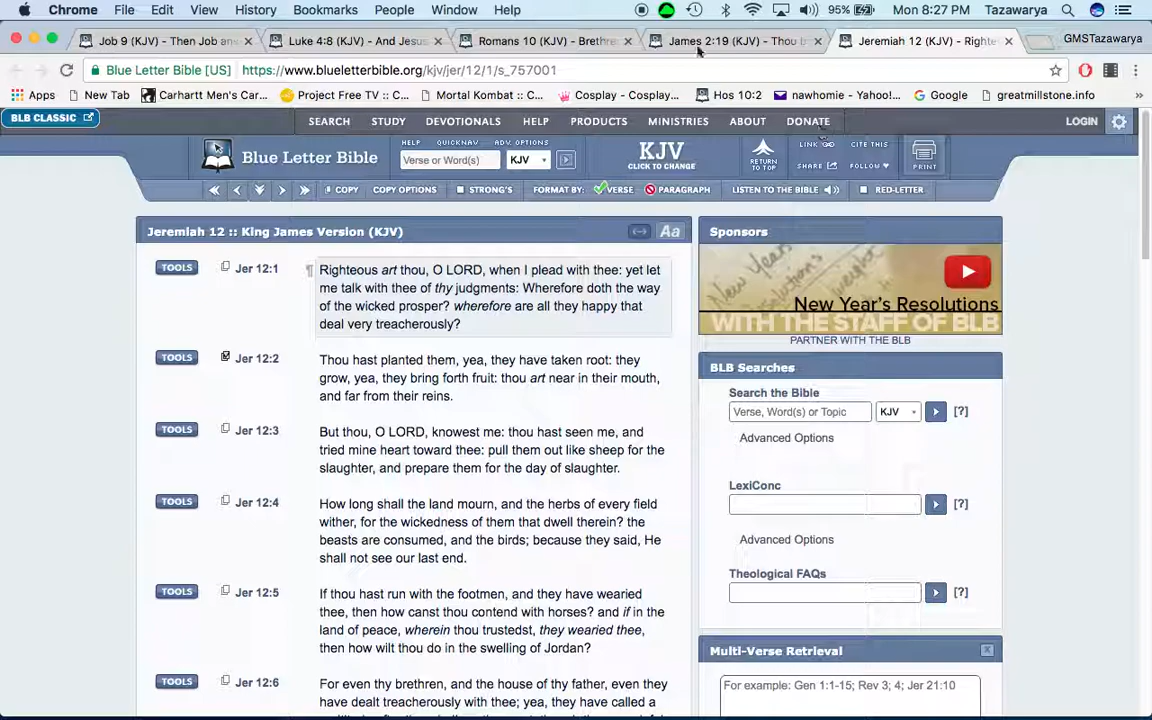 Chrome File Edit View History Bookmarks People Window Help 95% Mon 8:27 PM Tazawarya
Job 9 (KJV) - Then Job an Luke 4:8 (KJV) - And Jesus Romans 10 (KJV) - Brethre James 2:19 (KJV) - Thou b Jeremiah 12 (KJV) - Righte GMSTazawarya
Blue Letter Bible [US] https://www.blueletterbible.org/kjv/jer/12/1/s_757001
Apps New Tab Carhartt Men's Car... Project Free TV :: C... Mortal Kombat :: C... Cosplay - Cosplay... Hos 10:2 nawhomie - Yahoo!... Google greatmillstone.info »
BLB CLASSIC SEARCH STUDY DEVOTIONALS HELP PRODUCTS MINISTRIES ABOUT DONATE LOGIN
Blue Letter Bible HELP QUICKNAV ADV. OPTIONS
Verse or Word(s) KJV
KJV
CLICK TO CHANGE
RETURN TO TOP
LINK CITE THIS
SHARE FOLLOW
PRINT
COPY COPY OPTIONS STRONG'S FORMAT BY: VERSE PARAGRAPH LISTEN TO THE BIBLE RED-LETTER
Jeremiah 12 :: King James Version (KJV) Aa
TOOLS Jer 12:1 ¶ Righteous art thou, O LORD, when I plead with thee: yet let
me talk with thee of thy judgments: Wherefore doth the way
of the wicked prosper? wherefore are all they happy that
deal very treacherously?
TOOLS Jer 12:2 Thou hast planted them, yea, they have taken root: they
grow, yea, they bring forth fruit: thou art near in their mouth,
and far from their reins.
TOOLS Jer 12:3 But thou, O LORD, knowest me: thou hast seen me, and
tried mine heart toward thee: pull them out like sheep for the
slaughter, and prepare them for the day of slaughter.
TOOLS Jer 12:4 How long shall the land mourn, and the herbs of every field
wither, for the wickedness of them that dwell therein? the
beasts are consumed, and the birds; because they said, He
shall not see our last end.
TOOLS Jer 12:5 If thou hast run with the footmen, and they have wearied
thee, then how canst thou contend with horses? and if in the
land of peace, wherein thou trustedst, they wearied thee,
then how wilt thou do in the swelling of Jordan?
TOOLS Jer 12:6 For even thy brethren, and the house of thy father, even they
have dealt treacherously with thee; yea, they have called a
Sponsors
New Year's Resolutions
WITH THE STAFF OF BLB
PARTNER WITH THE BLB
BLB Searches
Search the Bible
Verse, Word(s) or Topic KJV [?]
Advanced Options
LexiConc
[?]
Advanced Options
Theological FAQs
[?]
Multi-Verse Retrieval x
For example: Gen 1:1-15; Rev 3; 4; Jer 21:10